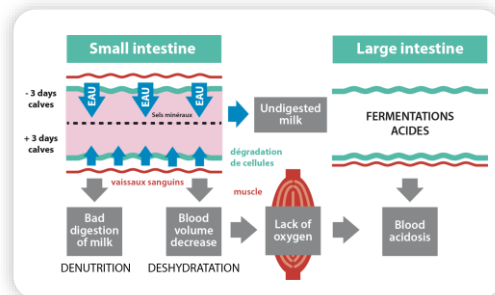 Small intestine
Large intestine
- 3 days
calves
EAU
EAU
EAU
Sels minéraux
+ 3 days
calves
Undigested
milk
FERMENTATIONS
ACIDES
dégradation
de cellules
vaissaux sanguins
muscle
Bad
digestion
of milk
Blood
volume
decrease
Lack of
oxygen
Blood
acidosis
DENUTRITION
DESHYDRATATION